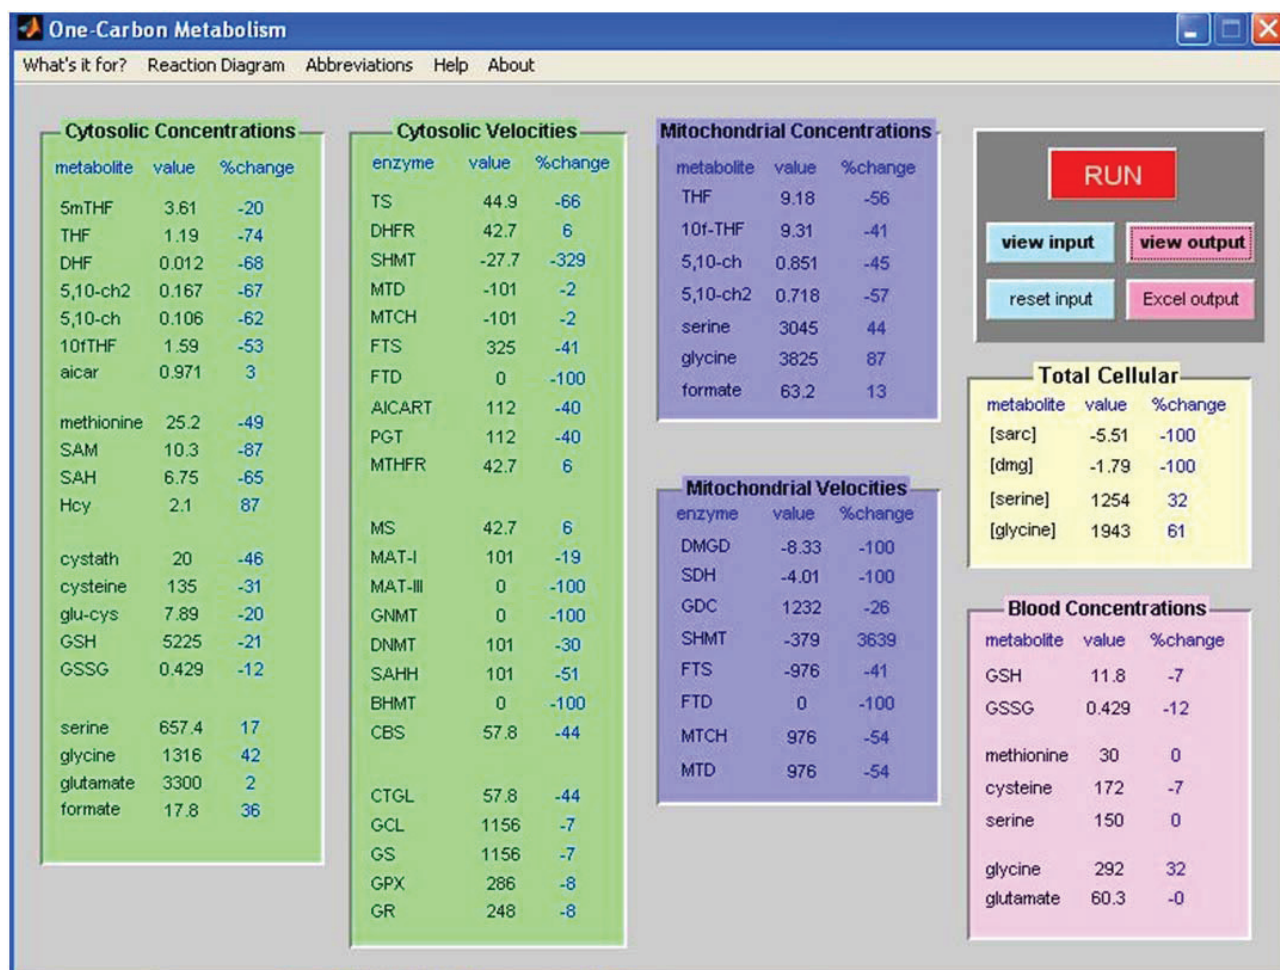 One-Carbon Metabolism
What's it for? Reaction Diagram Abbreviations Help About
Cytosolic Concentrations
metabolite value %change
5mTHF 3.61 -20
THF 1.19 -74
DHF 0.012 -68
5,10-ch2 0.167 -67
5,10-ch 0.106 -62
10fTHF 1.59 -53
aicar 0.971 3
methionine 25.2 -49
SAM 10.3 -87
SAH 6.75 -65
Hcy 2.1 87
cystath 20 -46
cysteine 135 -31
glu-cys 7.89 -20
GSH 5225 -21
GSSG 0.429 -12
serine 657.4 17
glycine 1316 42
glutamate 3300 2
formate 17.8 36
Cytosolic Velocities
enzyme value %change
TS 44.9 -66
DHFR 42.7 6
SHMT -27.7 -329
MTD -101 -2
MTCH -101 -2
FTS 325 -41
FTD 0 -100
AICART 112 -40
PGT 112 -40
MTHFR 42.7 6
MS 42.7 6
MAT-I 101 -19
MAT-III 0 -100
GNMT 0 -100
DNMT 101 -30
SAHH 101 -51
BHMT 0 -100
CBS 57.8 -44
CTGL 57.8 -44
GCL 1156 -7
GS 1156 -7
GPX 286 -8
GR 248 -8
Mitochondrial Concentrations
metabolite value %change
THF 9.18 -56
10f-THF 9.31 -41
5,10-ch 0.851 -45
5,10-ch2 0.718 -57
serine 3045 44
glycine 3825 87
formate 63.2 13
Mitochondrial Velocities
enzyme value %change
DMGD -8.33 -100
SDH -4.01 -100
GDC 1232 -26
SHMT -379 3639
FTS -976 -41
FTD 0 -100
MTCH 976 -54
MTD 976 -54
RUN
view input view output
reset input Excel output
Total Cellular
metabolite value %change
[sarc] -5.51 -100
[dmg] -1.79 -100
[serine] 1254 32
[glycine] 1943 61
Blood Concentrations
metabolite value %change
GSH 11.8 -7
GSSG 0.429 -12
methionine 30 0
cysteine 172 -7
serine 150 0
glycine 292 32
glutamate 60.3 -0